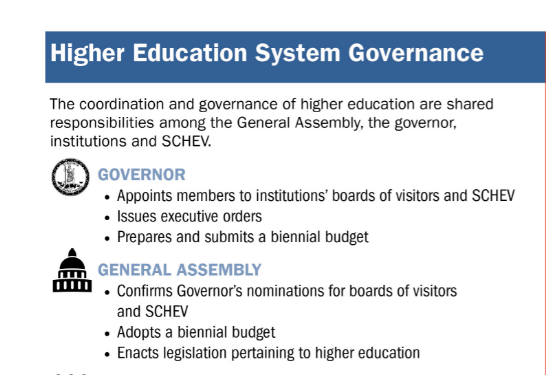 Higher Education System Governance
The coordination and governance of higher education are shared
responsibilities among the General Assembly, the governor,
institutions and SCHEV.
GOVERNOR
• Appoints members to institutions' boards of visitors and SCHEV
• Issues executive orders
• Prepares and submits a biennial budget
GENERAL ASSEMBLY
• Confirms Governor's nominations for boards of visitors
and SCHEV
• Adopts a biennial budget
• Enacts legislation pertaining to higher education